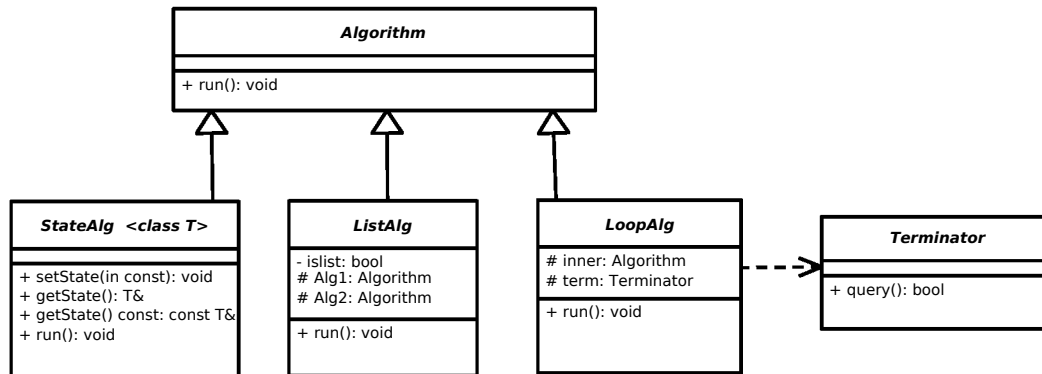 Algorithm
+ run(): void
StateAlg <class T>
+ setState(in const): void
+ getState(): T&
+ getState() const: const T&
+ run(): void
ListAlg
- islist: bool
# Alg1: Algorithm
# Alg2: Algorithm
+ run(): void
LoopAlg
# inner: Algorithm
# term: Terminator
+ run(): void
Terminator
+ query(): bool